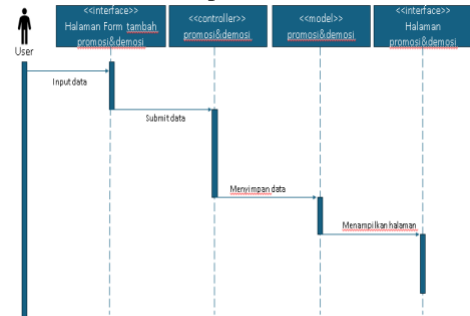 <<interface>>
Halaman Form tambah
promosi&demosi
<<controller>>
promosi&demosi
<<model>>
promosi&demosi
<<interface>>
Halaman
promosi&demosi
User
Input data
Submit data
Menyimpan data
Menampilkan halaman